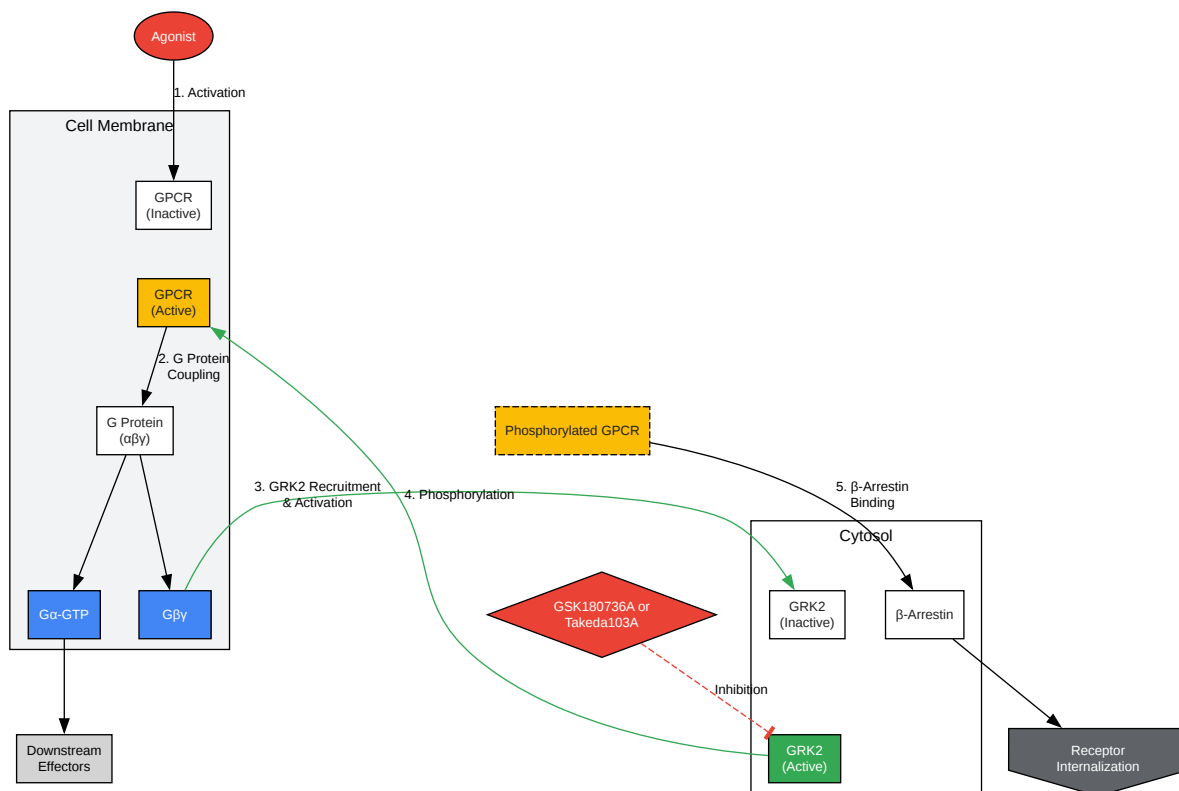 Agonist
1. Activation
Cell Membrane
GPCR
(Inactive)
GPCR
(Active)
2. G Protein
Coupling
G Protein
(αβγ)
Phosphorylated GPCR
3. GRK2 Recruitment
& Activation
4. Phosphorylation
5. β-Arrestin
Binding
Cytosol
Gα-GTP
Gβγ
GSK180736A or
Takeda103A
GRK2
(Inactive)
β-Arrestin
Inhibition
Downstream
Effectors
GRK2
(Active)
Receptor
Internalization